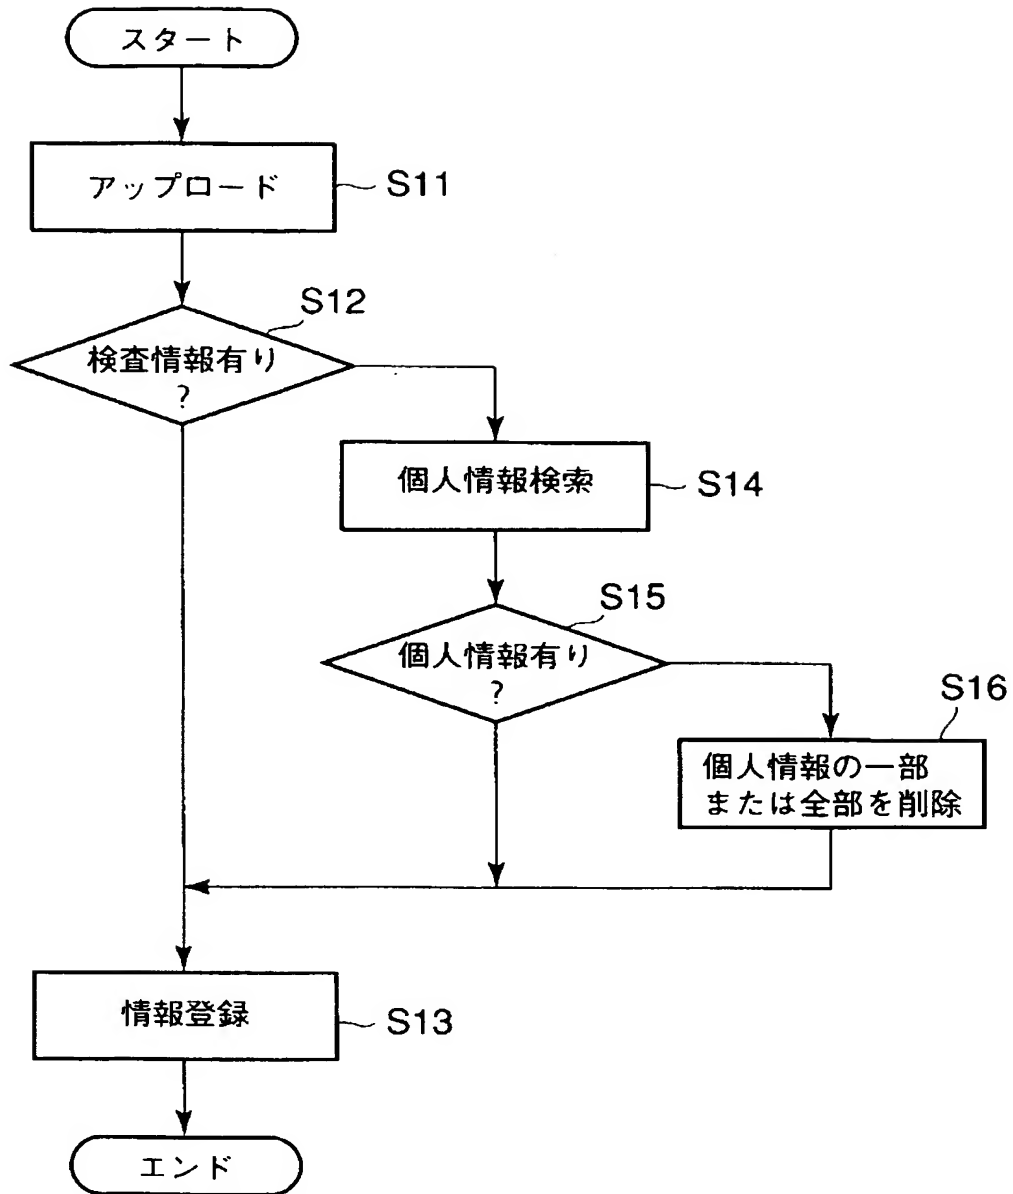 スタート
アップロード
S11
S12
検査情報有り
?
個人情報検索
S14
S15
個人情報有り
?
S16
個人情報の一部
または全部を削除
情報登録
S13
エンド